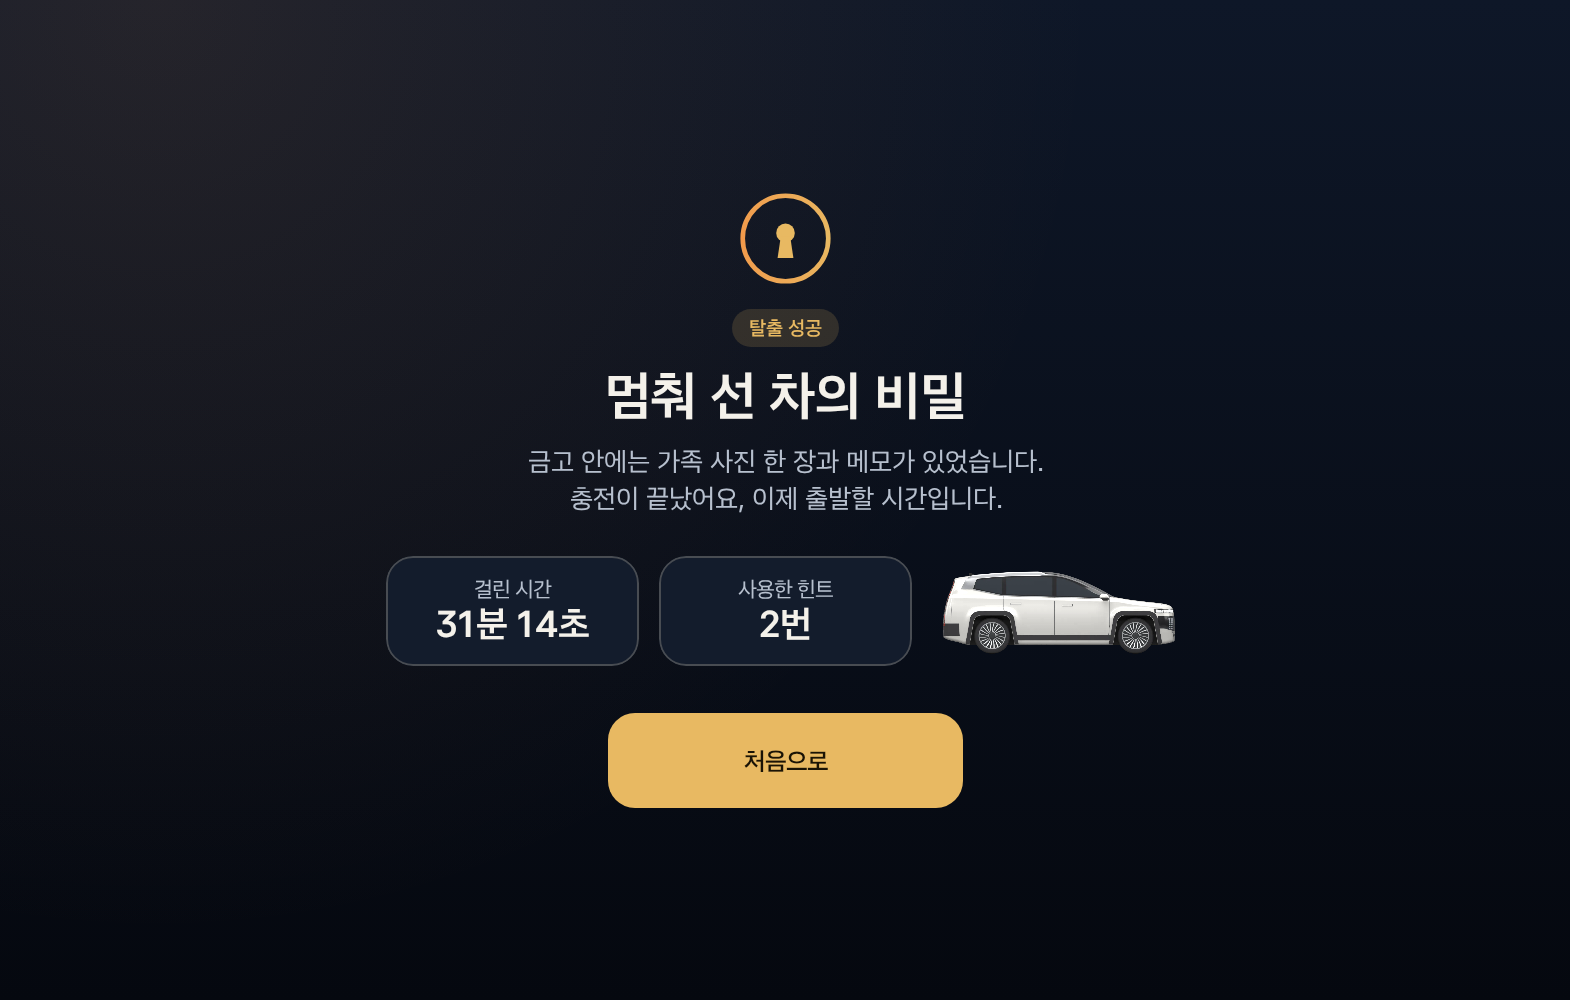 탈출 성공
멈춰 선 차의 비밀
금고 안에는 가족 사진 한 장과 메모가 있었습니다.
충전이 끝났어요, 이제 출발할 시간입니다.
걸린 시간
31분 14초
사용한 힌트
2번
처음으로